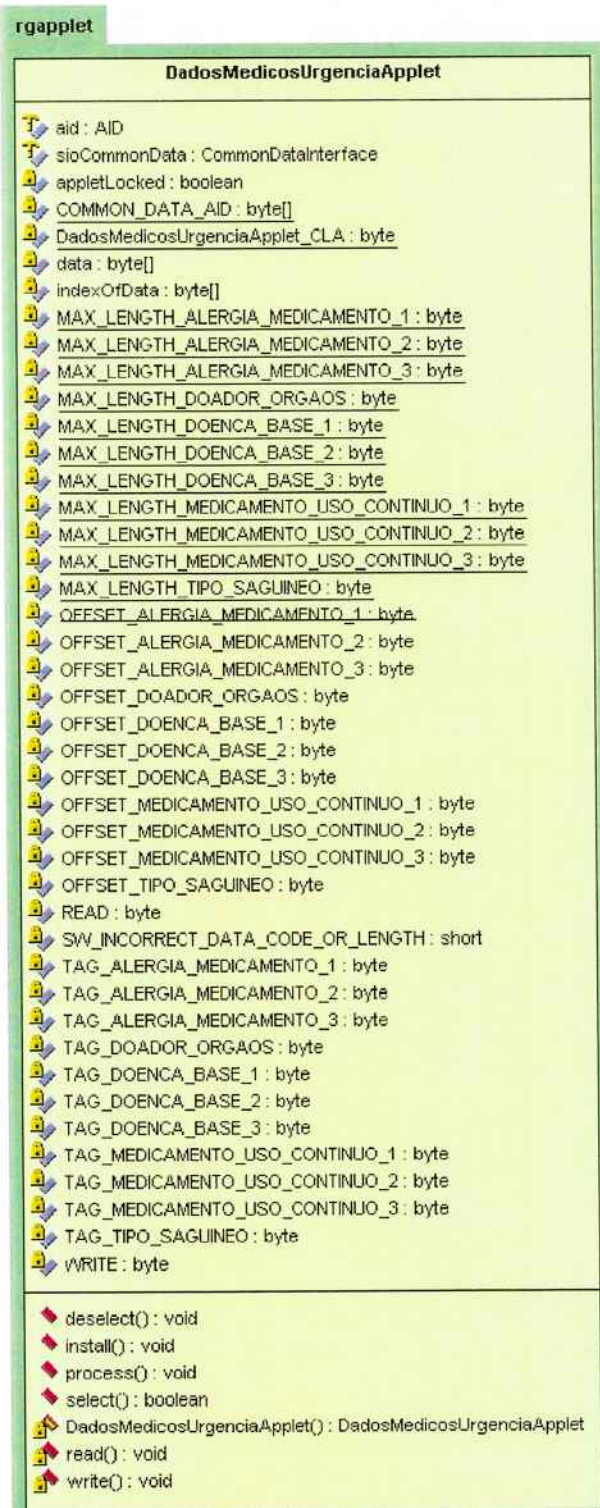 rgapplet
DadosMedicosUrgenciaApplet
aid : AID
sioCommonData : CommonDataInterface
appletLocked : boolean
COMMON_DATA_AID : byte[]
DadosMedicosUrgenciaApplet_CLA : byte
data : byte[]
indexOfData : byte[]
MAX_LENGTH_ALERGIA_MEDICAMENTO_1 : byte
MAX_LENGTH_ALERGIA_MEDICAMENTO_2 : byte
MAX_LENGTH_ALERGIA_MEDICAMENTO_3 : byte
MAX_LENGTH_DOADOR_ORGAOS : byte
MAX_LENGTH_DOENCA_BASE_1 : byte
MAX_LENGTH_DOENCA_BASE_2 : byte
MAX_LENGTH_DOENCA_BASE_3 : byte
MAX_LENGTH_MEDICAMENTO_USO_CONTINUO_1 : byte
MAX_LENGTH_MEDICAMENTO_USO_CONTINUO_2 : byte
MAX_LENGTH_MEDICAMENTO_USO_CONTINUO_3 : byte
MAX_LENGTH_TIPO_SAGUINEO : byte
OFFSET_ALERGIA_MEDICAMENTO_1 : byte
OFFSET_ALERGIA_MEDICAMENTO_2 : byte
OFFSET_ALERGIA_MEDICAMENTO_3 : byte
OFFSET_DOADOR_ORGAOS : byte
OFFSET_DOENCA_BASE_1 : byte
OFFSET_DOENCA_BASE_2 : byte
OFFSET_DOENCA_BASE_3 : byte
OFFSET_MEDICAMENTO_USO_CONTINUO_1 : byte
OFFSET_MEDICAMENTO_USO_CONTINUO_2 : byte
OFFSET_MEDICAMENTO_USO_CONTINUO_3 : byte
OFFSET_TIPO_SAGUINEO : byte
READ : byte
SW_INCORRECT_DATA_CODE_OR_LENGTH : short
TAG_ALERGIA_MEDICAMENTO_1 : byte
TAG_ALERGIA_MEDICAMENTO_2 : byte
TAG_ALERGIA_MEDICAMENTO_3 : byte
TAG_DOADOR_ORGAOS : byte
TAG_DOENCA_BASE_1 : byte
TAG_DOENCA_BASE_2 : byte
TAG_DOENCA_BASE_3 : byte
TAG_MEDICAMENTO_USO_CONTINUO_1 : byte
TAG_MEDICAMENTO_USO_CONTINUO_2 : byte
TAG_MEDICAMENTO_USO_CONTINUO_3 : byte
TAG_TIPO_SAGUINEO : byte
WRITE : byte
deselect() : void
install() : void
process() : void
select() : boolean
DadosMedicosUrgenciaApplet() : DadosMedicosUrgenciaApplet
read() : void
write() : void